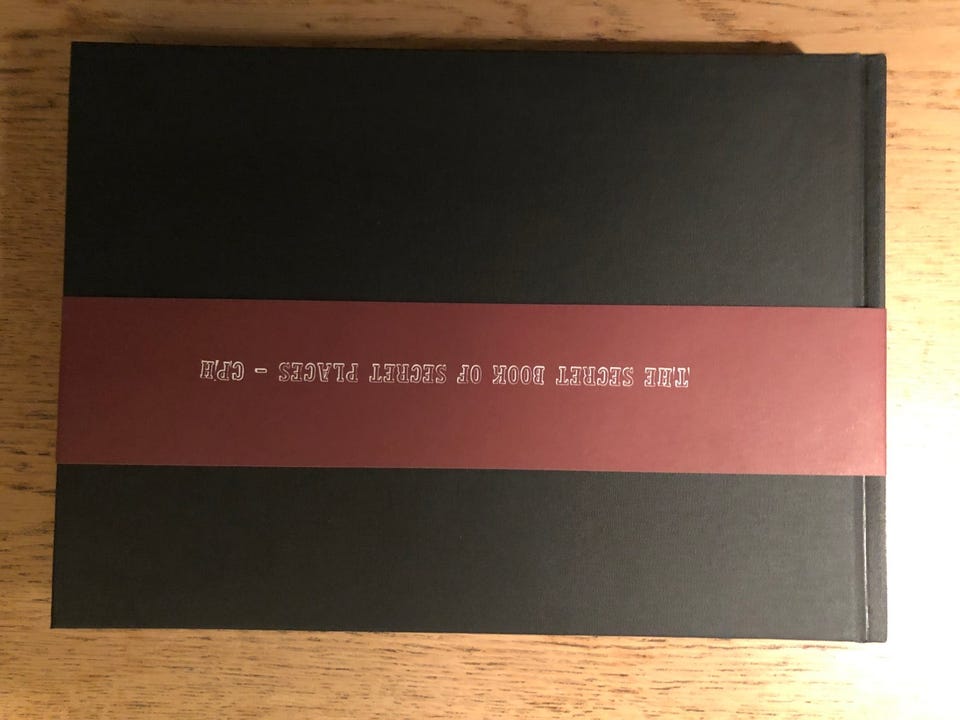 THE SECRET BOOK OF SECRET PLACES - CPH